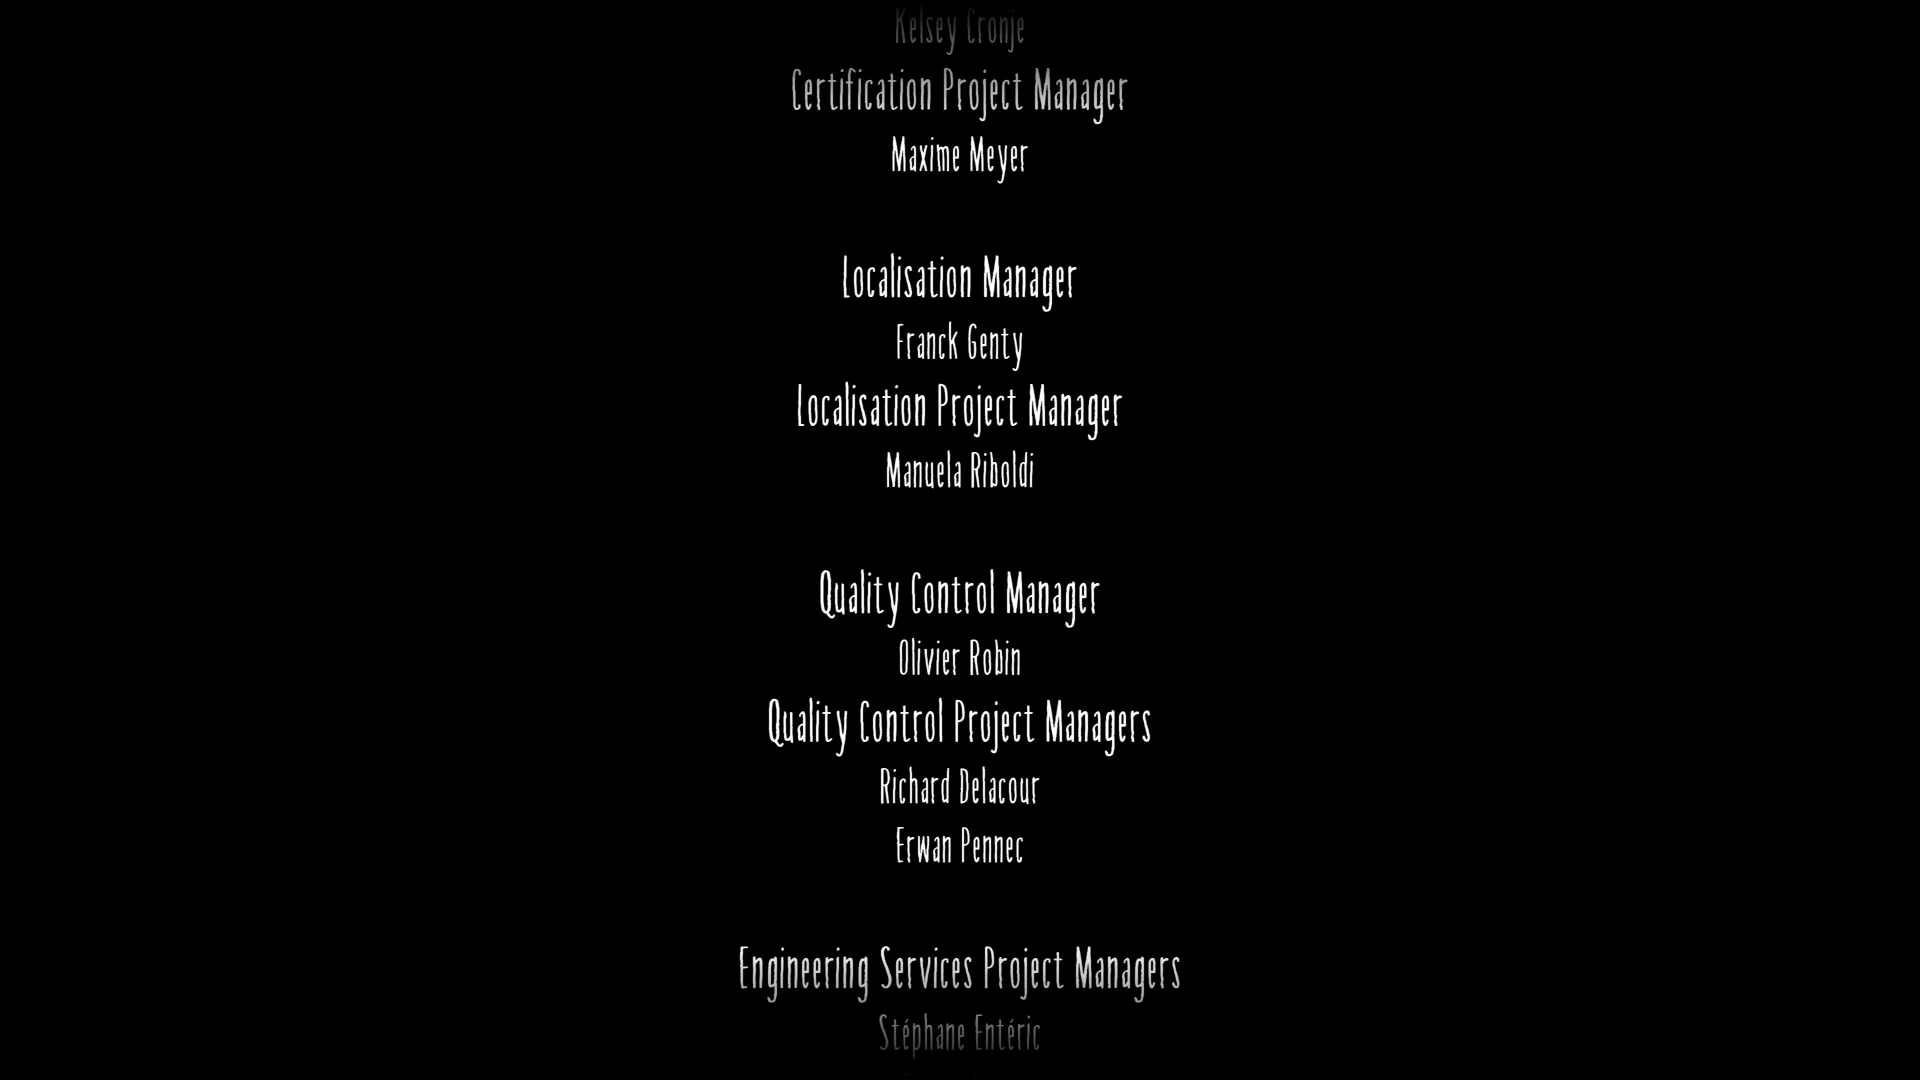 Kelsey Cronje
Certification Project Manager
Maxime Meyer
Localisation Manager
Franck Genty
Localisation Project Manager
Manuela Riboldi
Quality Control Manager
Olivier Robin
Quality Control Project Managers
Richard Delacour
Erwan Pennec
Engineering Services Project Managers
Stéphane Entéric